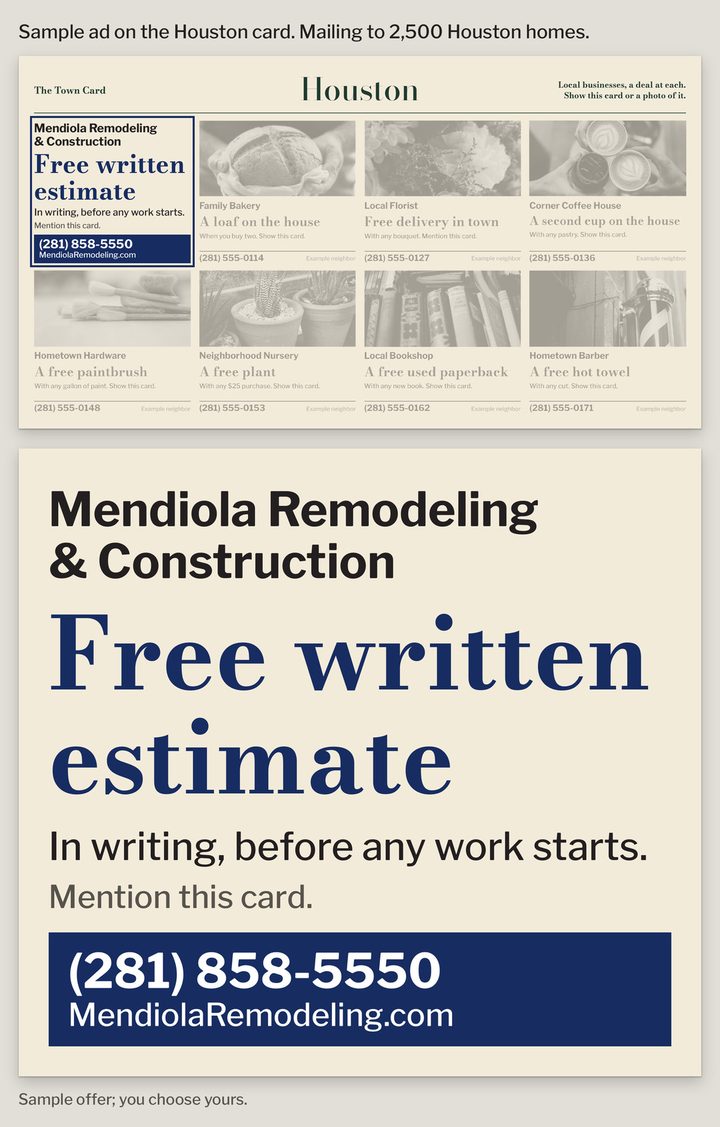 Sample ad on the Houston card. Mailing to 2,500 Houston homes.
The Town Card
Houston
Local businesses, a deal at each.
Show this card or a photo of it.
Mendiola Remodeling
& Construction
Free written
estimate
In writing, before any work starts.
Mention this card.
(281) 858-5550
MendiolaRemodeling.com
Family Bakery
A loaf on the house
When you buy two. Show this card.
(281) 555-0114
Example neighbor
Local Florist
Free delivery in town
With any bouquet. Mention this card.
(281) 555-0127
Example neighbor
Corner Coffee House
A second cup on the house
With any pastry. Show this card.
(281) 555-0136
Example neighbor
Hometown Hardware
A free paintbrush
With any gallon of paint. Show this card.
(281) 555-0148
Example neighbor
Neighborhood Nursery
A free plant
With any $25 purchase. Show this card.
(281) 555-0153
Example neighbor
Local Bookshop
A free used paperback
With any new book. Show this card.
(281) 555-0162
Example neighbor
Hometown Barber
A free hot towel
With any cut. Show this card.
(281) 555-0171
Example neighbor
Mendiola Remodeling
& Construction
Free written
estimate
In writing, before any work starts.
Mention this card.
(281) 858-5550
MendiolaRemodeling.com
Sample offer; you choose yours.